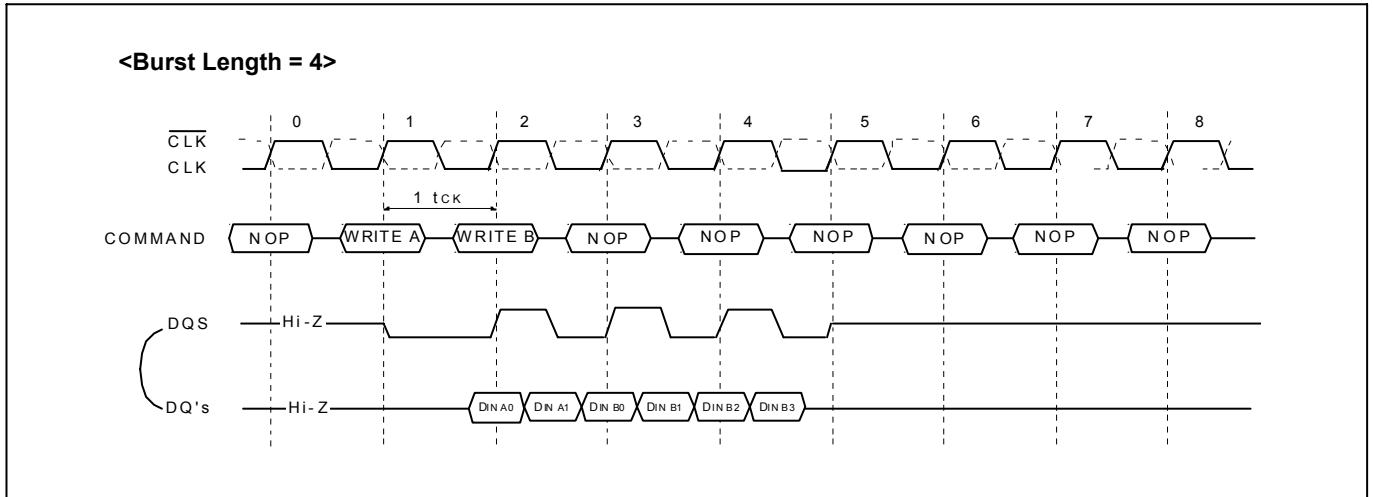 <Burst Length = 4>
0 1 2 3 4 5 6 7 8
CLK
CLK
1 tCK
COMMAND NOP WRITE A WRITE B NOP NOP NOP NOP NOP NOP
DQS Hi-Z
DQ's Hi-Z DIN A0 DIN A1 DIN B0 DIN B1 DIN B2 DIN B3